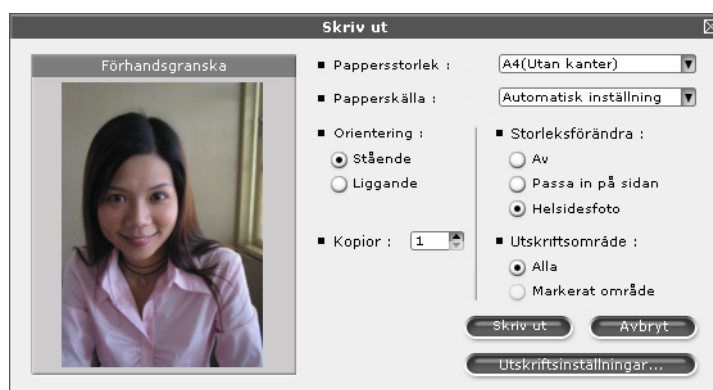 Skriv ut
Förhandsgranska
Pappersstorlek :
A4(Utan kanter)
Papperskälla :
Automatisk inställning
Orientering :
Stående
Liggande
Kopior :
1
Storleksförändra :
Av
Passa in på sidan
Helsidesfoto
Utskriftsområde :
Alla
Markerat område
Skriv ut
Avbryt
Utskriftsinställningar...